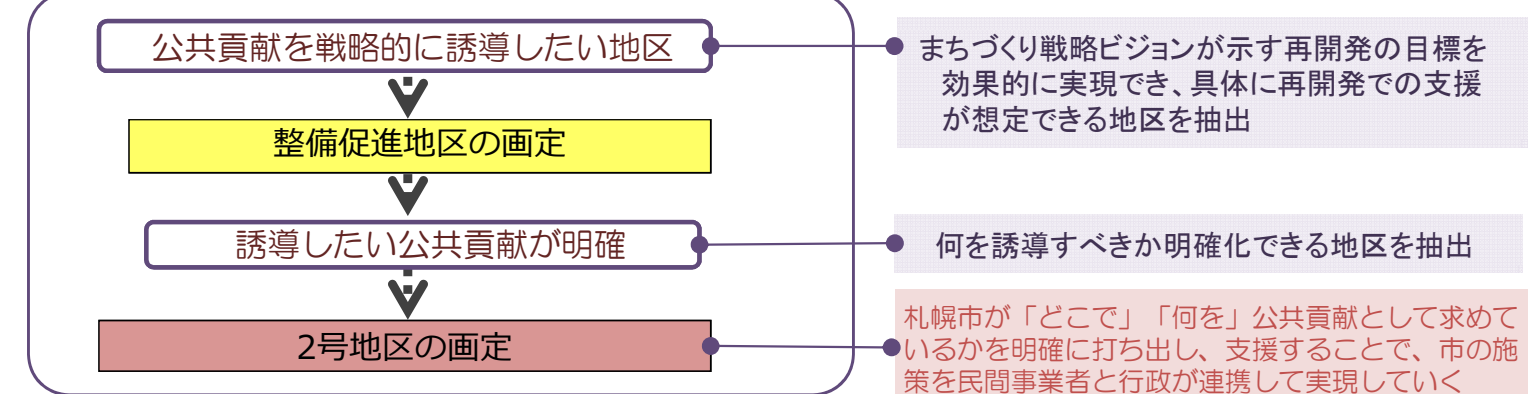 公共貢献を戦略的に誘導したい地区
まちづくり戦略ビジョンが示す再開発の目標を
効果的に実現でき、具体に再開発での支援
が想定できる地区を抽出
整備促進地区の画定
誘導したい公共貢献が明確
何を誘導すべきか明確化できる地区を抽出
2号地区の画定
札幌市が「どこで」「何を」公共貢献として求めて
いるかを明確に打ち出し、支援することで、市の施
策を民間事業者と行政が連携して実現していく